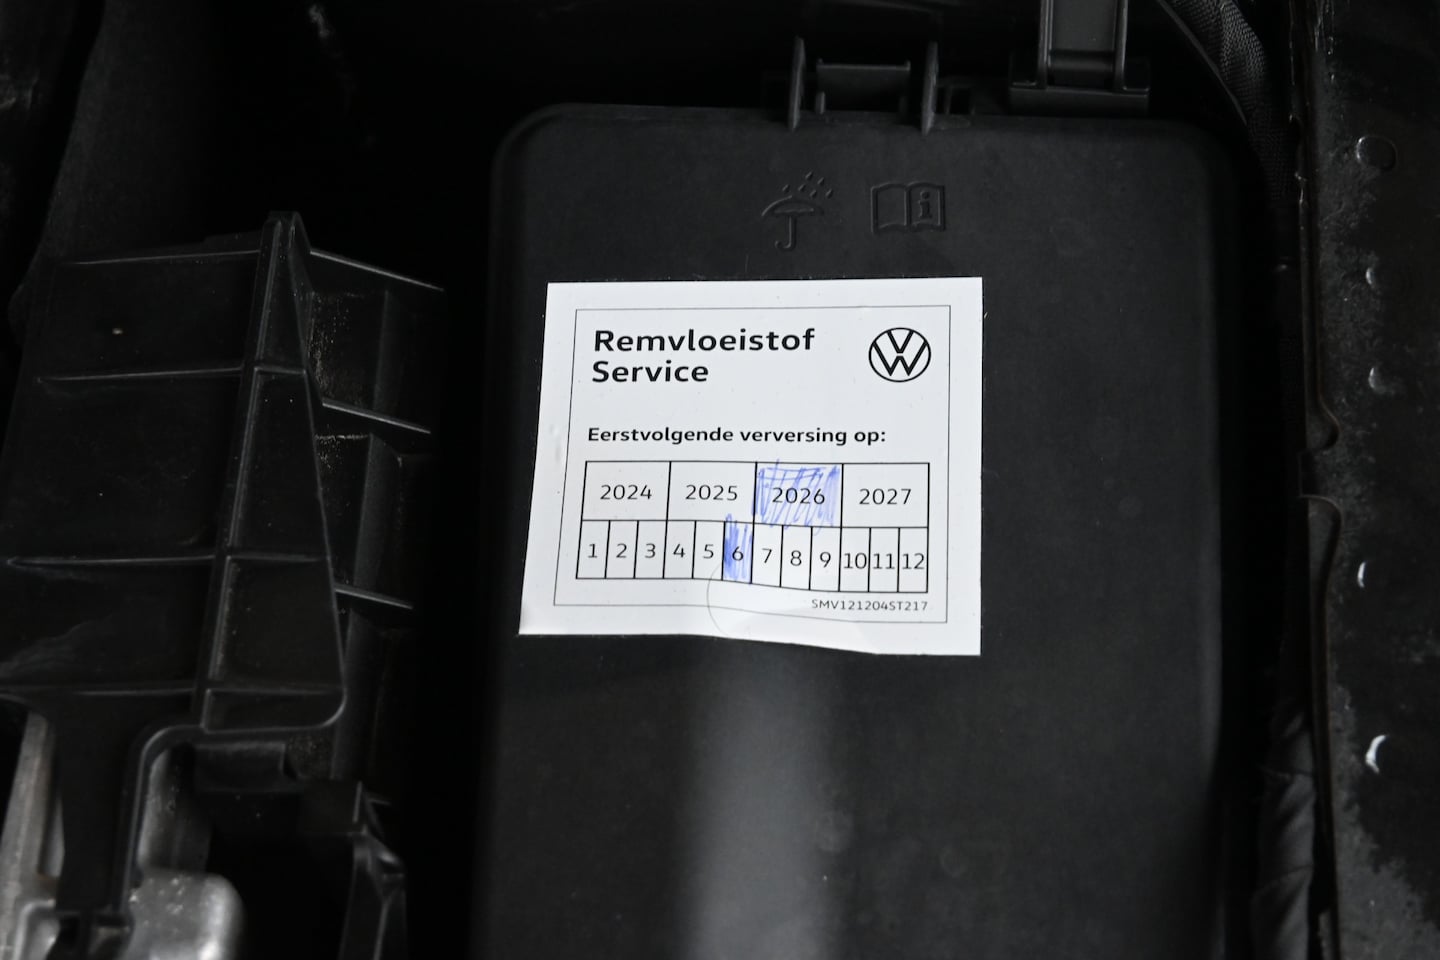 Remvloeistof
Service
Eerstvolgende verversing op:
2024 2025 2026 2027
1 2 3 4 5 6 7 8 9 10 11 12
SMV121204ST217